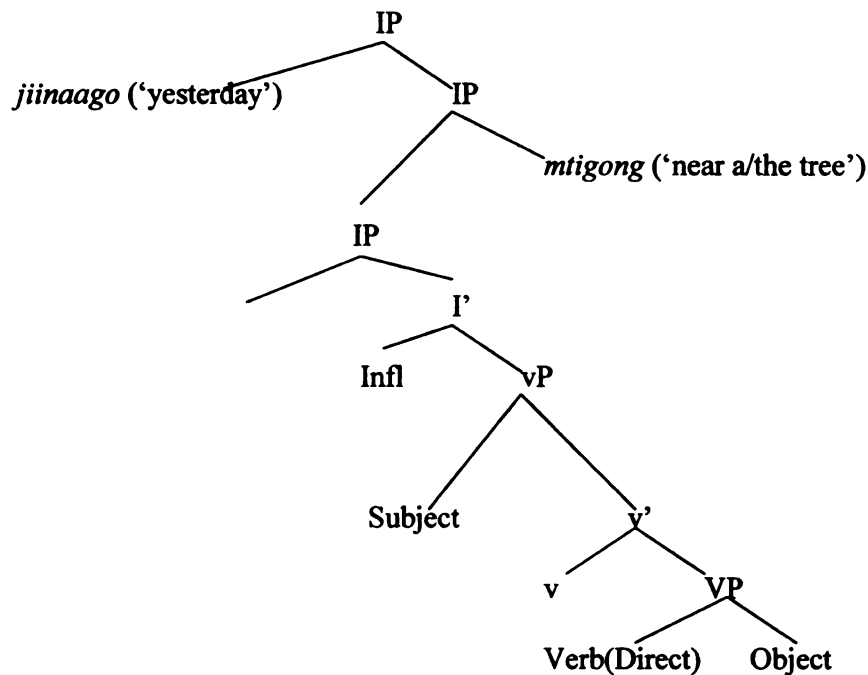 IP
jiinaago (‘yesterday’)
IP
mtigong (‘near a/the tree’)
IP
I’
Infl
vP
Subject
v’
v
VP
Verb(Direct)
Object